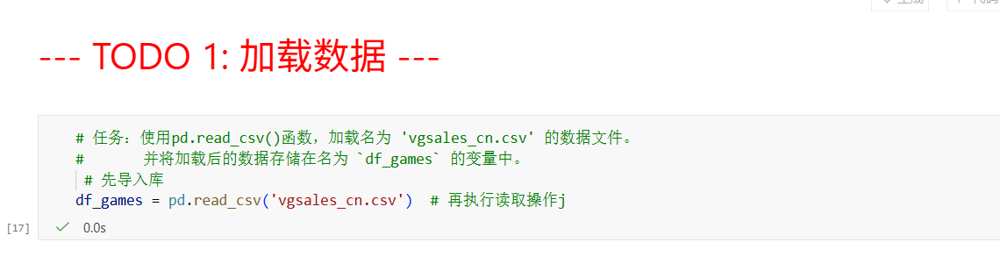 --- TODO 1: 加载数据 ---
# 任务：使用pd.read_csv()函数，加载名为 'vgsales_cn.csv' 的数据文件。
#       并将加载后的数据存储在名为 `df_games` 的变量中。
# 先导入库
df_games = pd.read_csv('vgsales_cn.csv')  # 再执行读取操作j
[17] ✓ 0.0s